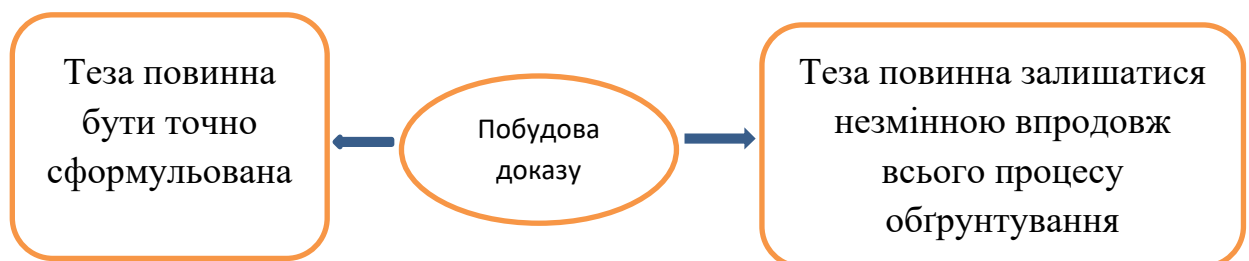 Теза повинна
бути точно
сформульована
Побудова
доказу
Теза повинна залишатися
незмінною впродовж
всього процесу
обґрунтування